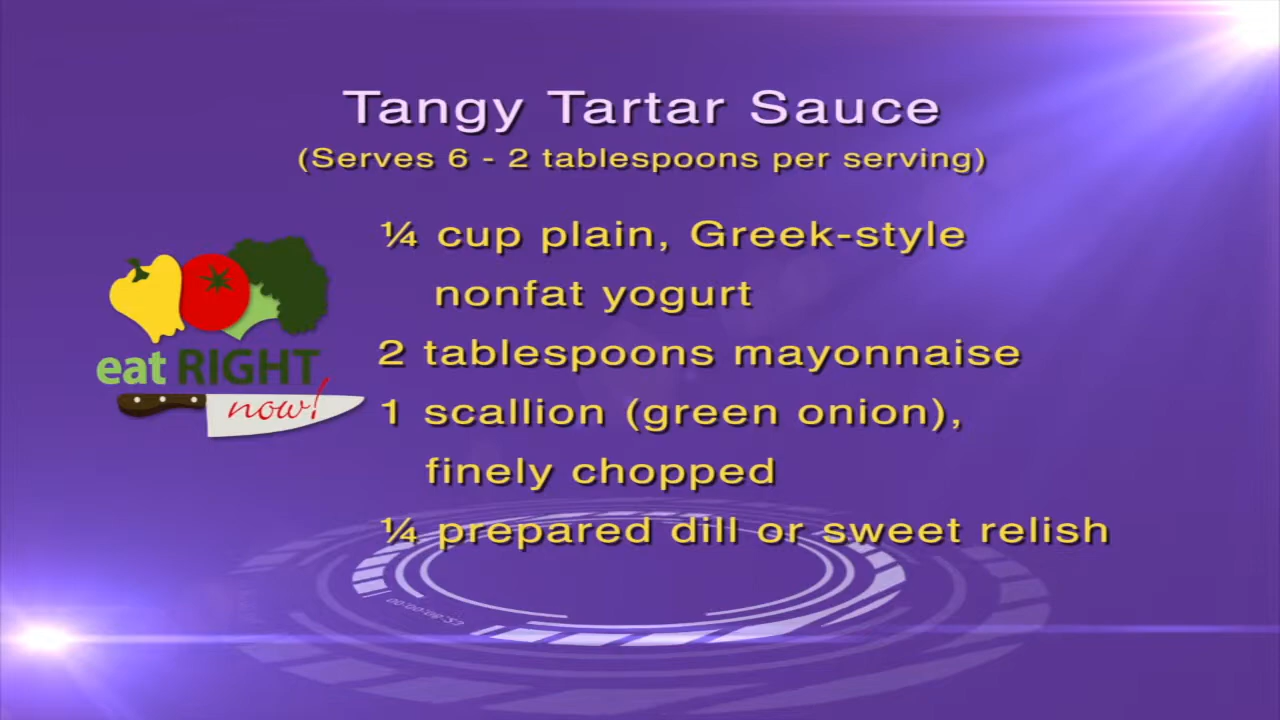 Tangy Tartar Sauce
(Serves 6 - 2 tablespoons per serving)
¼ cup plain, Greek-style
nonfat yogurt
2 tablespoons mayonnaise
1 scallion (green onion),
finely chopped
¼ prepared dill or sweet relish
eat RIGHT
now!